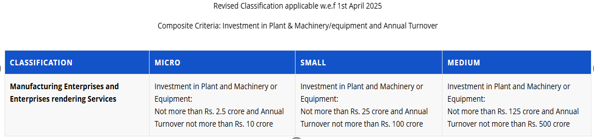 Revised Classification applicable w.e.f 1st April 2025
Composite Criteria: Investment in Plant & Machinery/equipment and Annual Turnover
CLASSIFICATION
MICRO
SMALL
MEDIUM
Manufacturing Enterprises and
Enterprises rendering Services
Investment in Plant and Machinery or
Equipment:
Not more than Rs. 2.5 crore and Annual
Turnover not more than Rs. 10 crore
Investment in Plant and Machinery or
Equipment:
Not more than Rs. 25 crore and Annual
Turnover not more than Rs. 100 crore
Investment in Plant and Machinery or
Equipment:
Not more than Rs. 125 crore and Annual
Turnover not more than Rs. 500 crore